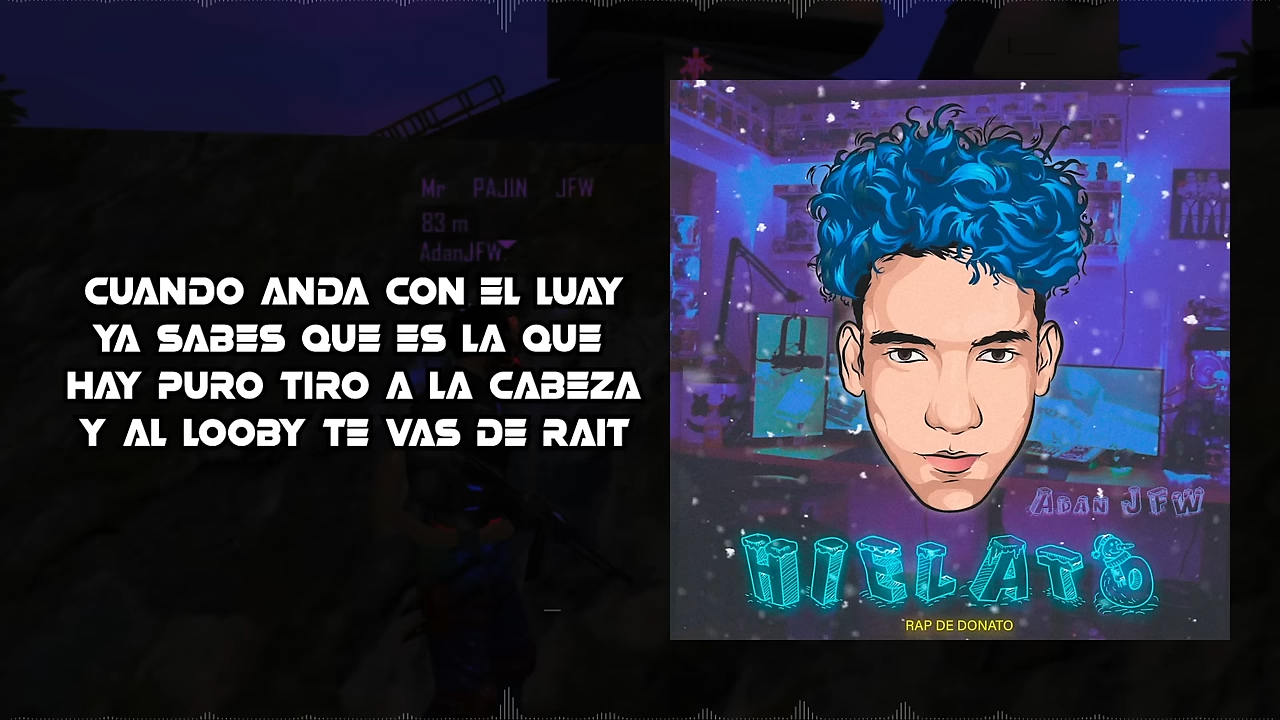 Mr PAJIN JFW
83 m
AdanJFW
CUANDO ANDA CON EL LUAY
YA SABES QUE ES LA QUE
HAY PURO TIRO A LA CABEZA
Y AL LOOBY TE VAS DE RAIT
ADAN JFW
HIELATO
RAP DE DONATO